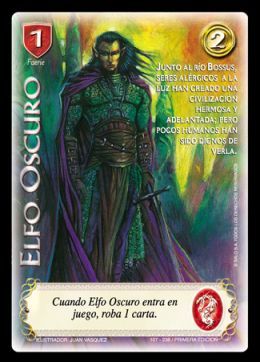 1
Faerie
2
JUNTO AL RÍO BOSSUS,
SERES ALÉRGICOS A LA
LUZ HAN CREADO UNA
CIVILIZACIÓN
HERMOSA Y
ADELANTADA; PERO
POCOS HUMANOS HAN
SIDO DIGNOS DE
VERLA.
ELFO OSCURO
Cuando Elfo Oscuro entra en
juego, roba 1 carta.
ILUSTRADOR: JUAN VASQUEZ
PRIMERA EDICION